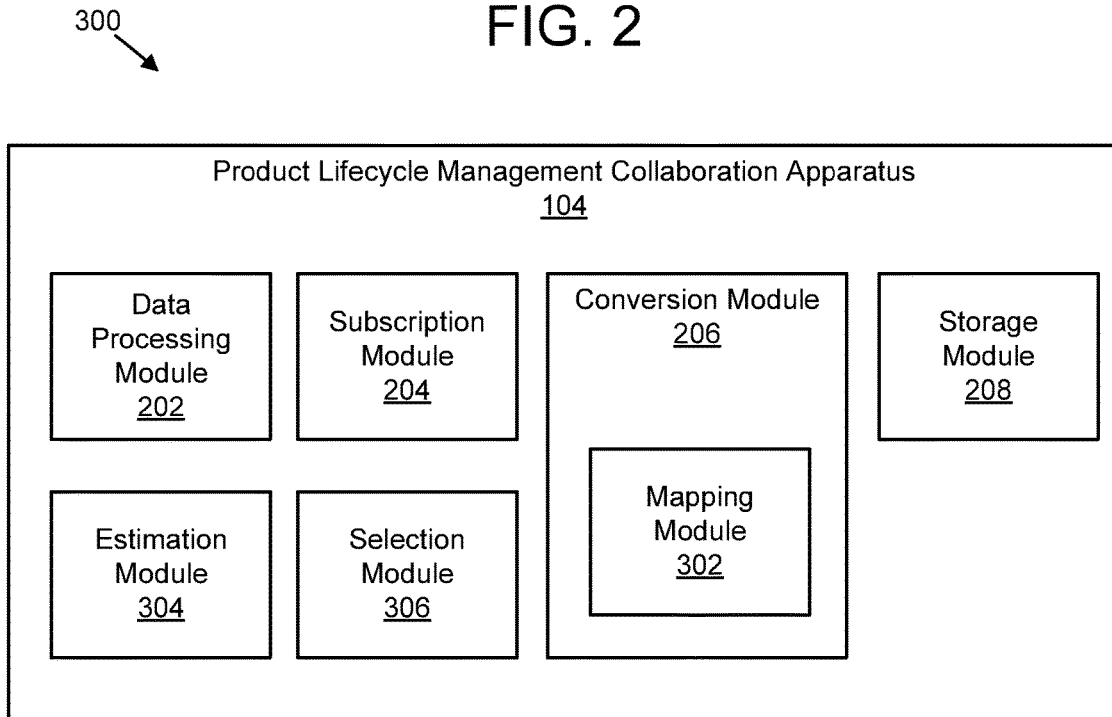 300
FIG. 2
Product Lifecycle Management Collaboration Apparatus
104
Data
Processing
Module
202
Subscription
Module
204
Conversion Module
206
Storage
Module
208
Estimation
Module
304
Selection
Module
306
Mapping
Module
302